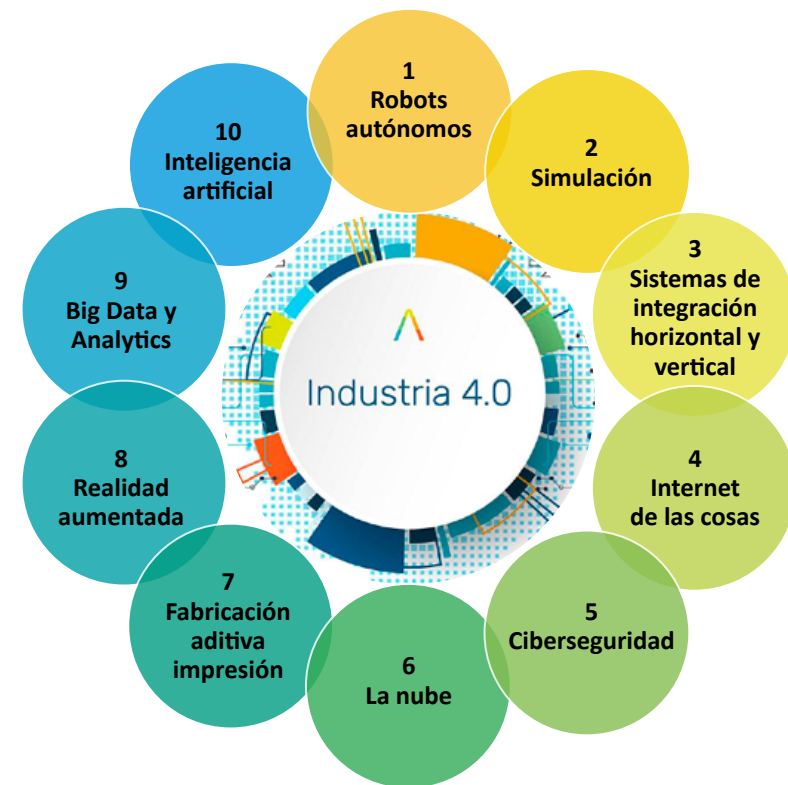 1
Robots
autónomos
2
Simulación
3
Sistemas de
integración
horizontal y
vertical
4
Internet
de las cosas
5
Ciberseguridad
6
La nube
7
Fabricación
aditiva
impresión
8
Realidad
aumentada
9
Big Data y
Analytics
10
Inteligencia
artificial
Industria 4.0